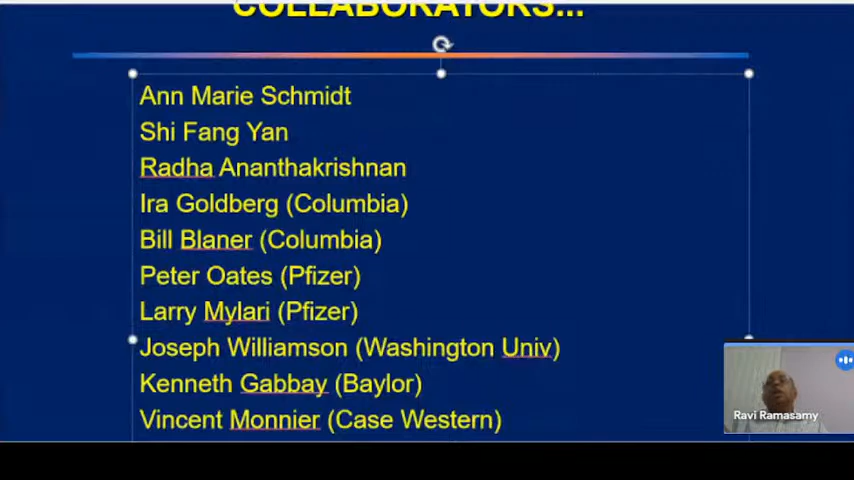 COLLABORATORS...
Ann Marie Schmidt
Shi Fang Yan
Radha Ananthakrishnan
Ira Goldberg (Columbia)
Bill Blaner (Columbia)
Peter Oates (Pfizer)
Larry Mylari (Pfizer)
Joseph Williamson (Washington Univ)
Kenneth Gabbay (Baylor)
Vincent Monnier (Case Western)
Ravi Ramasamy